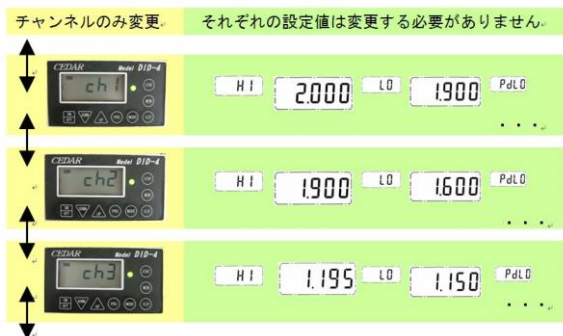 チャンネルのみ変更
それぞれの設定値は変更する必要がありません
CEDAR Model DID-4
ch1
HI 2.000 LO 1.900 PdLO
・・・
CEDAR Model DID-4
ch2
HI 1.900 LO 1.600 PdLO
・・・
CEDAR Model DID-4
ch3
HI 1.195 LO 1.150 PdLO
・・・